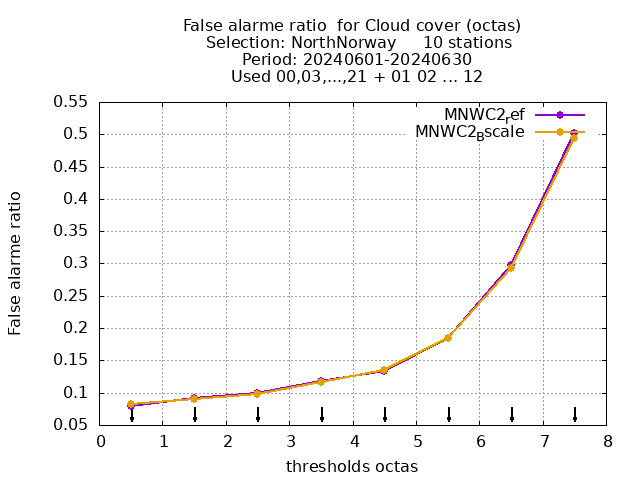 False alarme ratio  for Cloud cover (octas)
Selection: NorthNorway     10 stations
Period: 20240601-20240630
Used 00,03,...,21 + 01 02 ... 12
MNWC2ref
MNWC2Bscale
0.55
0.5
0.45
0.4
0.35
0.3
0.25
0.2
0.15
0.1
0.05
False alarme ratio
0 1 2 3 4 5 6 7 8
thresholds octas